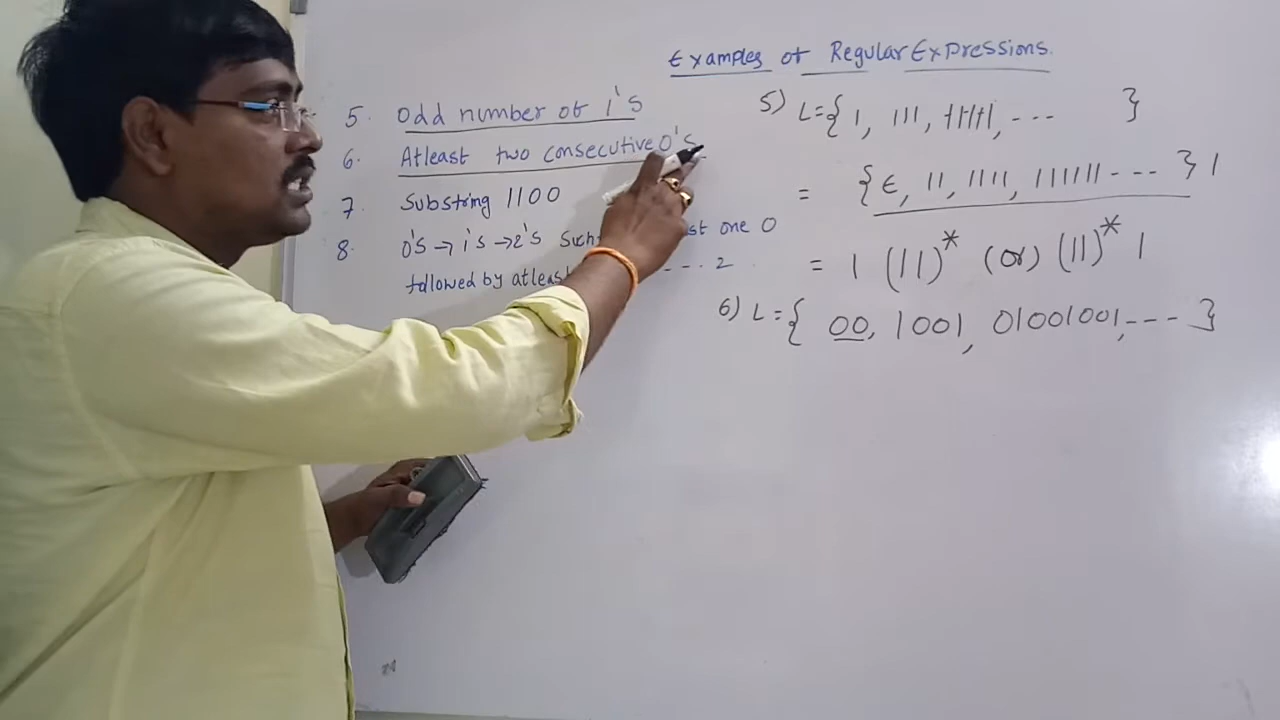 Examples of Regular Expressions.
5. Odd number of 1's
6. Atleast two consecutive 0's
7. Substring 1100
8. 0's → 1's → 2's Such one 0
followed by atleast - - . . 2
5) L = { 1, 111, 11111, - - - }
= { ϵ, 11, 1111, 111111 - - - } 1
= 1 (11)* (or) (11)* 1
6) L = { 00, 1001, 01001001, - - - }